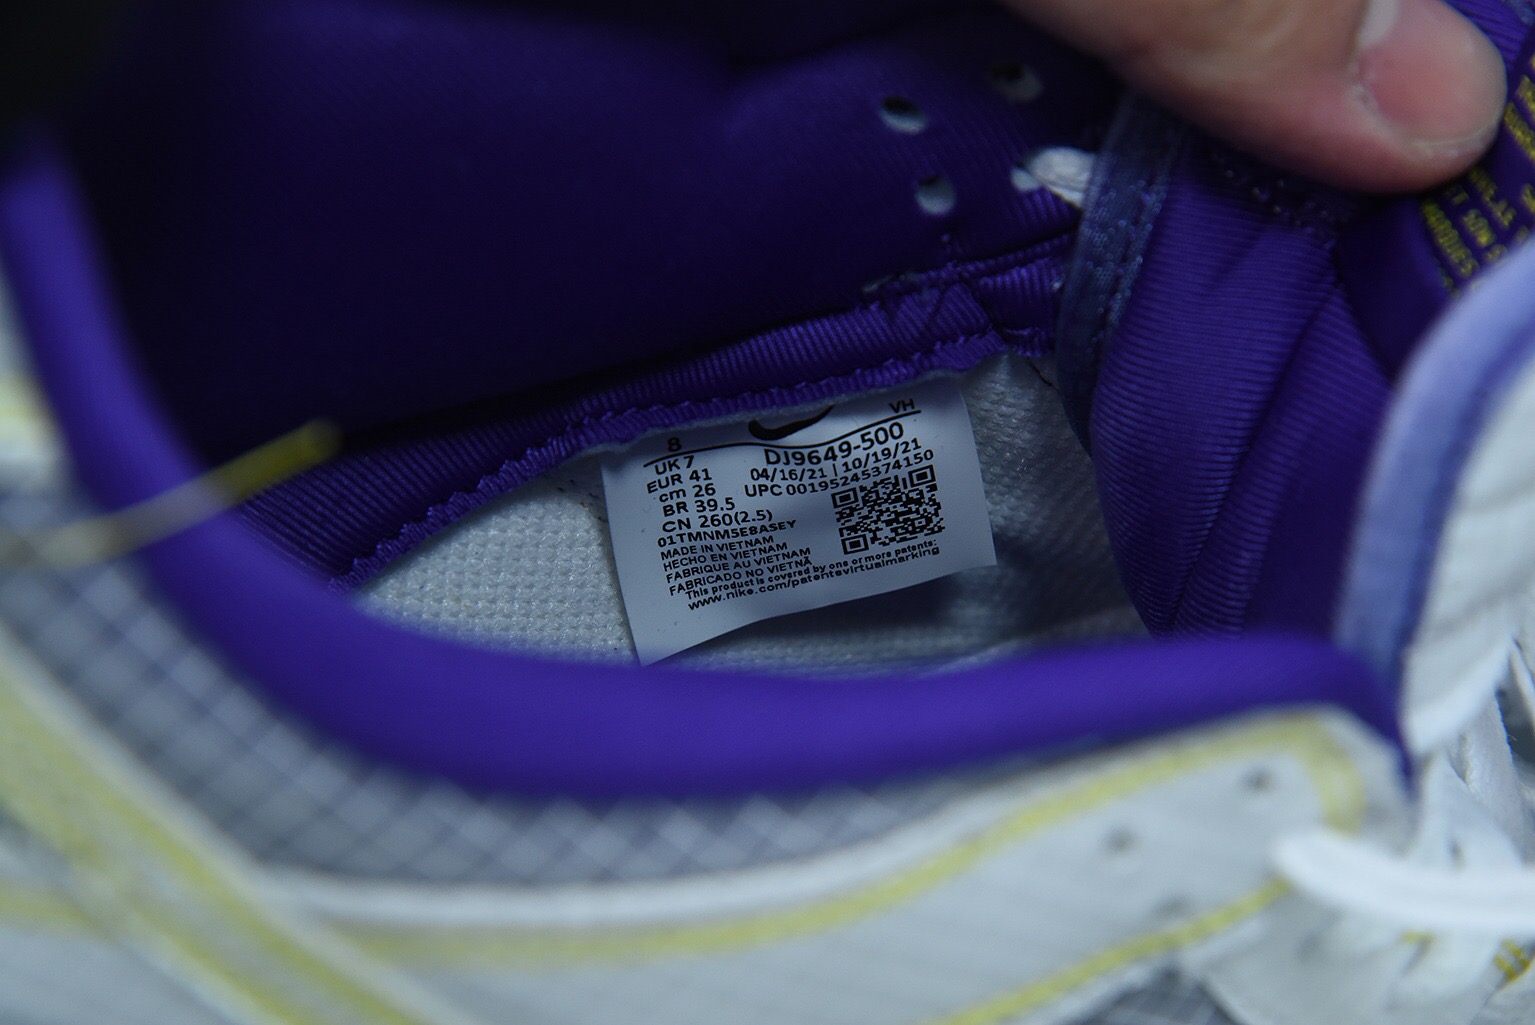 8 VH
UK 7 DJ9649-500
EUR 41 04/16/21 | 10/19/21
cm 26 UPC 00195245374150
BR 39.5
CN 260(2.5)
01TMNM5E8ASEY
MADE IN VIETNAM
HECHO EN VIETNAM
FABRIQUE AU VIETNAM
FABRICADO NO VIETNÃ
This product is covered by one or more patents:
www.nike.com/patentsvirtualmarking